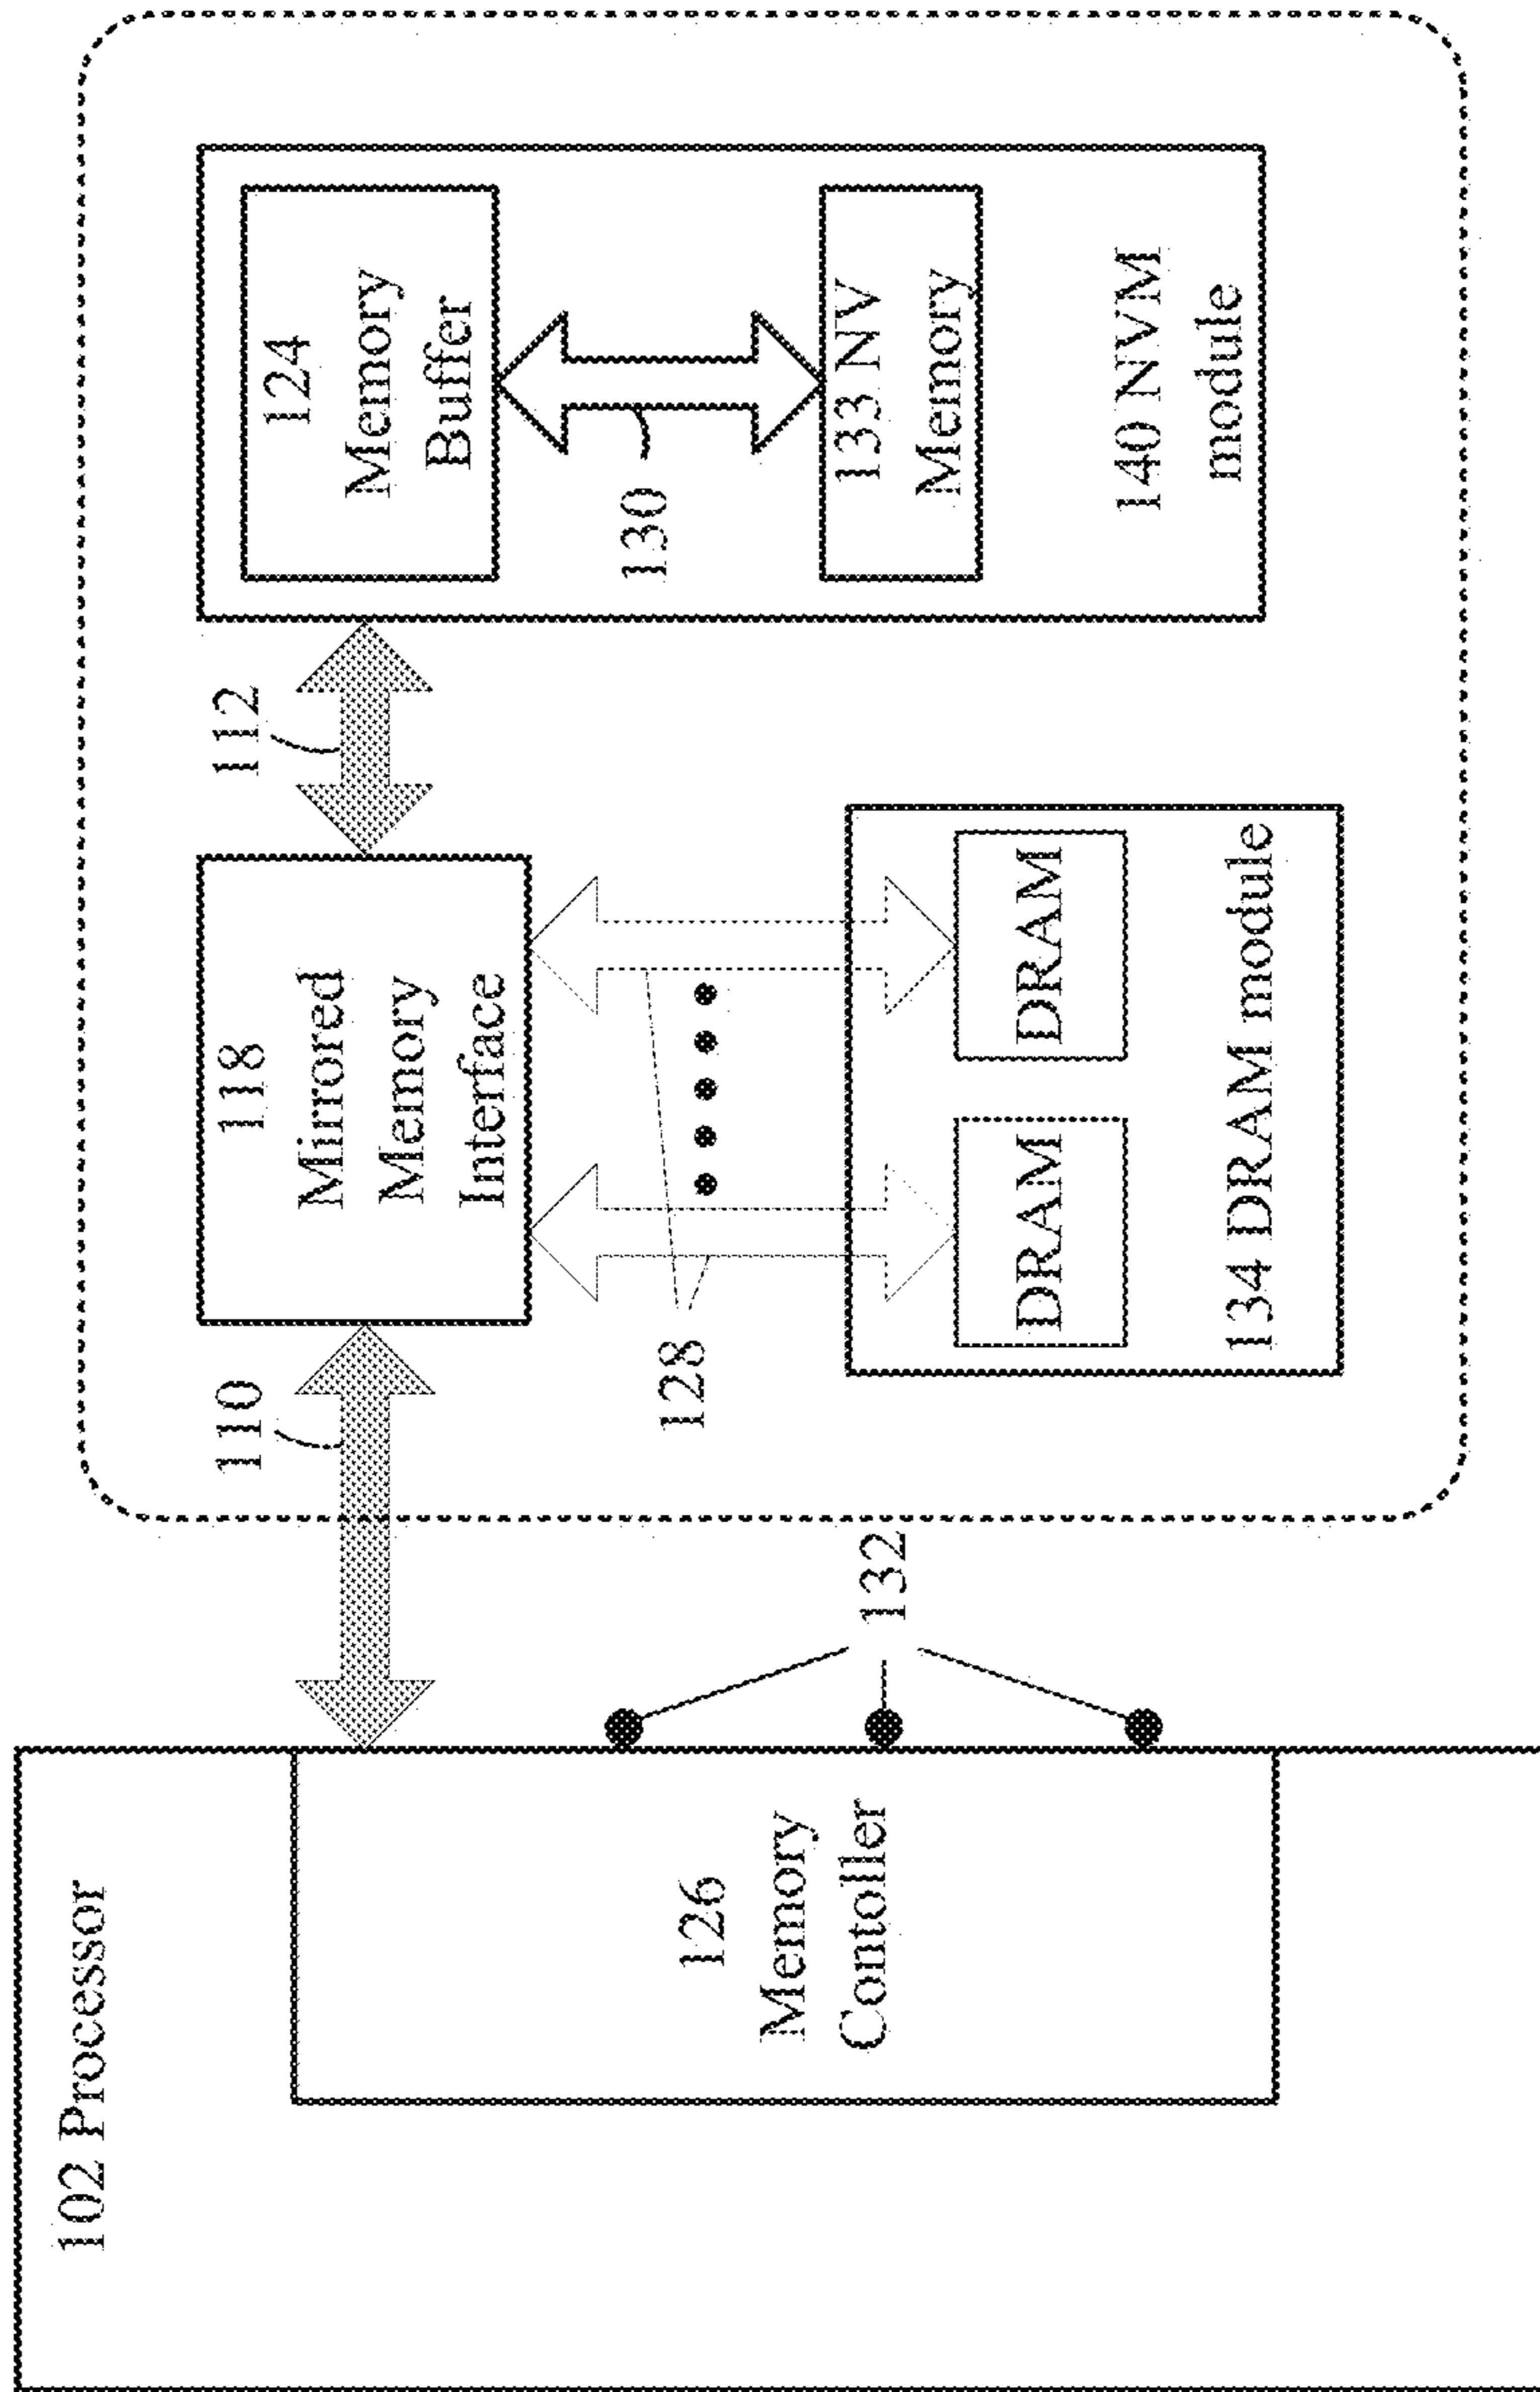 102 Processor
126
Memory
Contoller
132
110
118
Mirrored
Memory
Interface
128
DRAM
DRAM
134 DRAM module
112
124
Memory
Buffer
130
133 NV
Memory
140 NVM
module